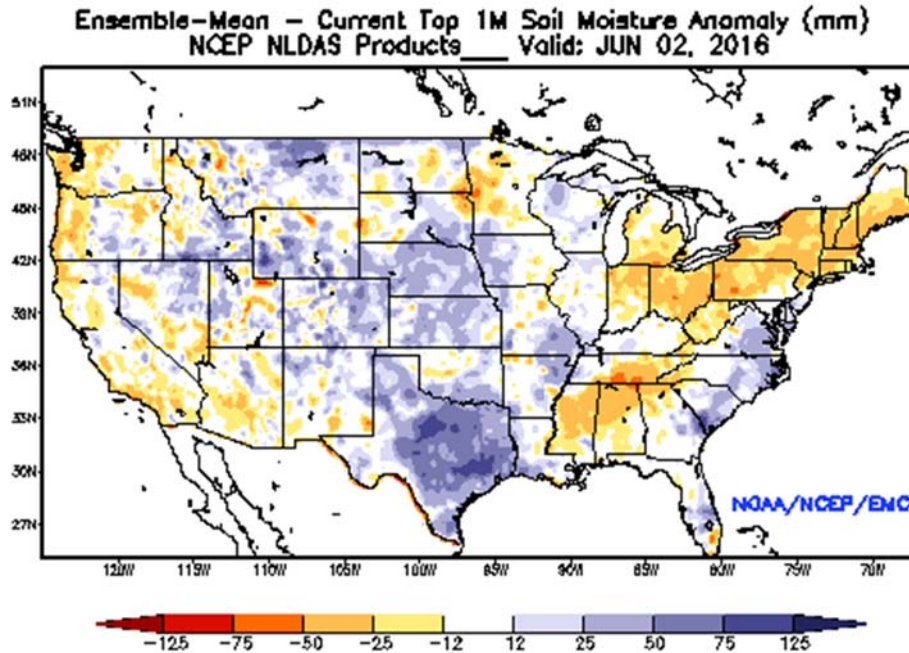 Ensemble-Mean - Current Top 1M Soil Moisture Anomaly (mm)
NCEP NLDAS Products___ Valid: JUN 02, 2016
51N
48N
45N
42N
39N
36N
33N
30N
27N
NOAA/NCEP/EMC
120W 115W 110W 105W 100W 95W 90W 85W 80W 75W 70W
-125 -75 -50 -25 -12 12 25 50 75 125